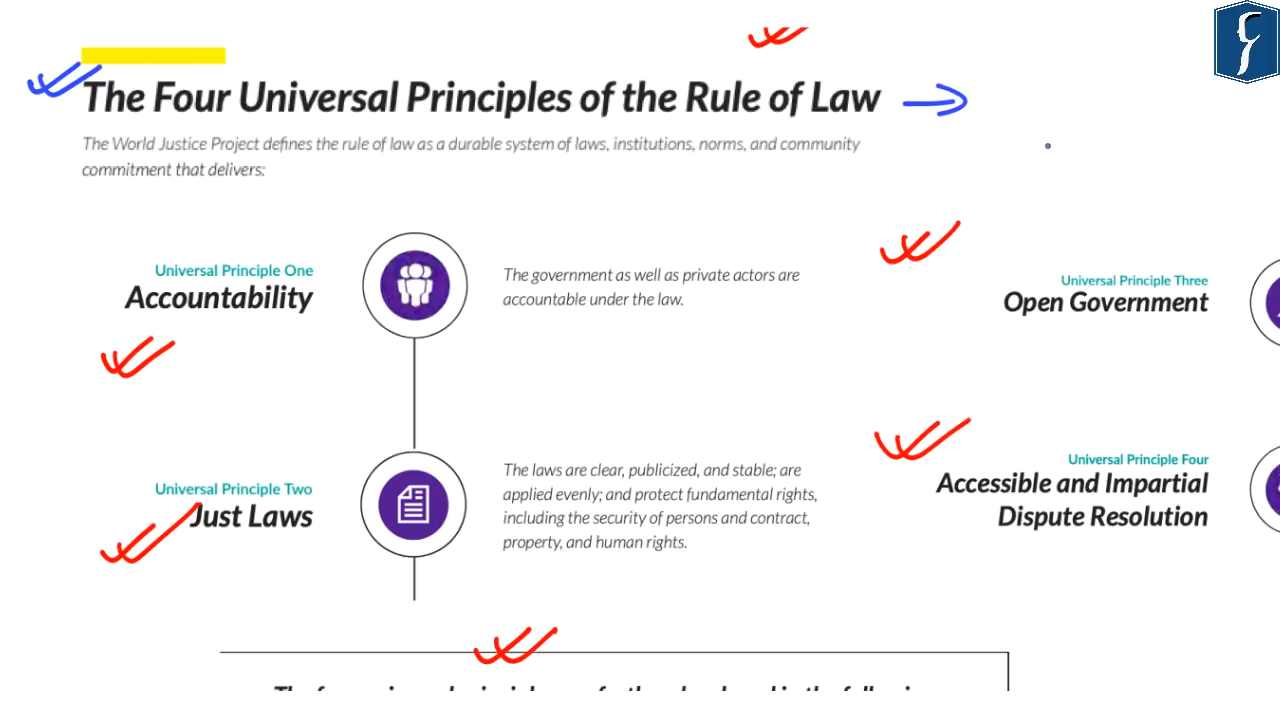 The Four Universal Principles of the Rule of Law
The World Justice Project defines the rule of law as a durable system of laws, institutions, norms, and community
commitment that delivers:
Universal Principle One
Accountability
The government as well as private actors are
accountable under the law.
Universal Principle Two
Just Laws
The laws are clear, publicized, and stable; are
applied evenly; and protect fundamental rights,
including the security of persons and contract,
property, and human rights.
Universal Principle Three
Open Government
Universal Principle Four
Accessible and Impartial
Dispute Resolution